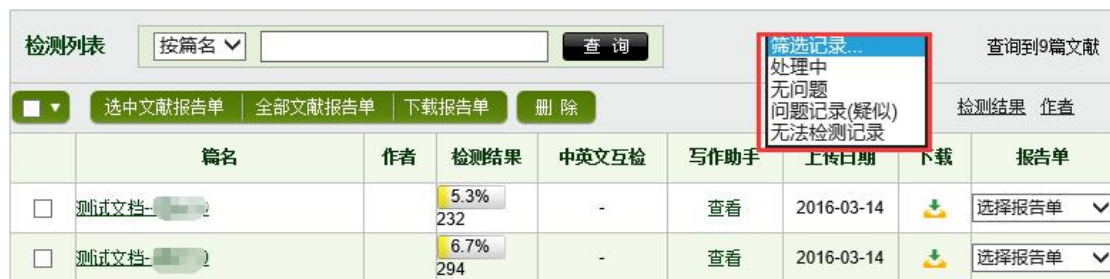 检测列表 按篇名 查 询 筛选记录... 查询到9篇文献
处理中
无问题
问题记录(疑似)
无法检测记录
选中文献报告单 全部文献报告单 下载报告单 删 除 检测结果 作者
篇名 作者 检测结果 中英文互检 写作助手 上传日期 下载 报告单
测试文档- 5.3% - 查看 2016-03-14 选择报告单
232
测试文档- 6.7% - 查看 2016-03-14 选择报告单
294